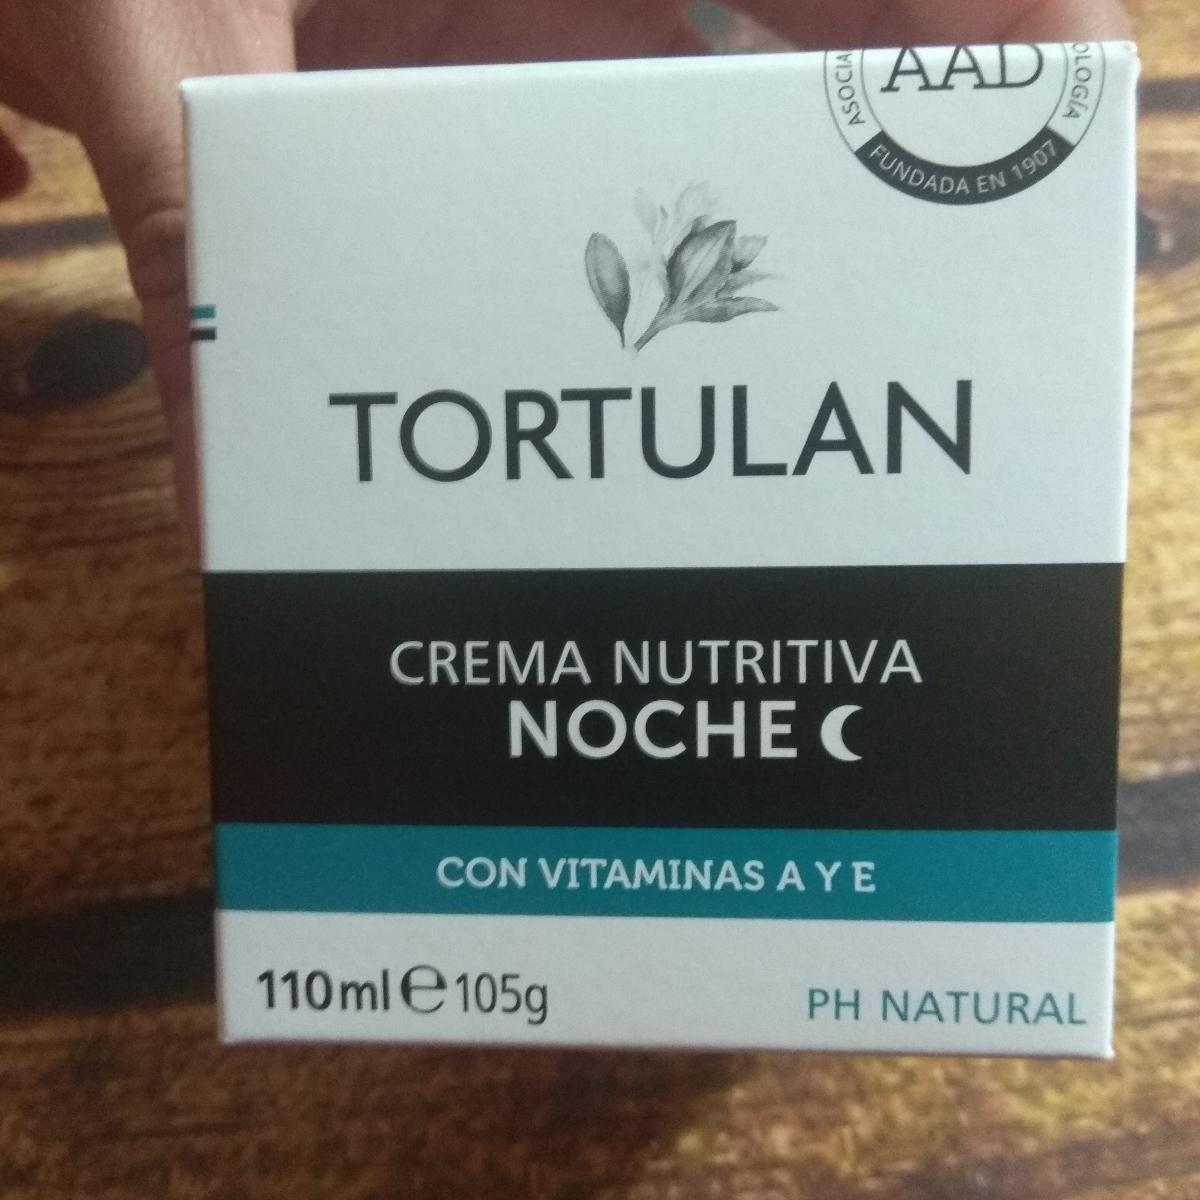 AAD
FUNDADA EN 1907
TORTULAN
CREMA NUTRITIVA
NOCHE
CON VITAMINAS A Y E
110ml ℮ 105g
PH NATURAL